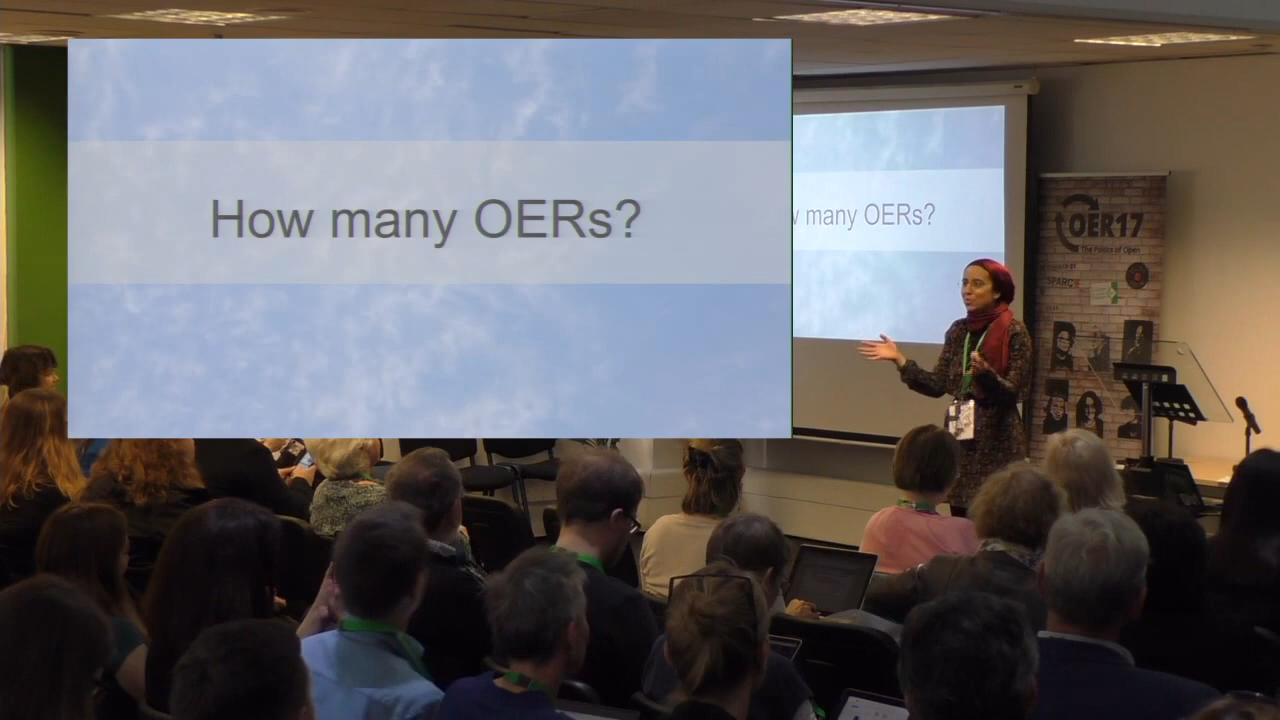 How many OERs?
many OERs?
OER17
The Politics of Open
SPARC